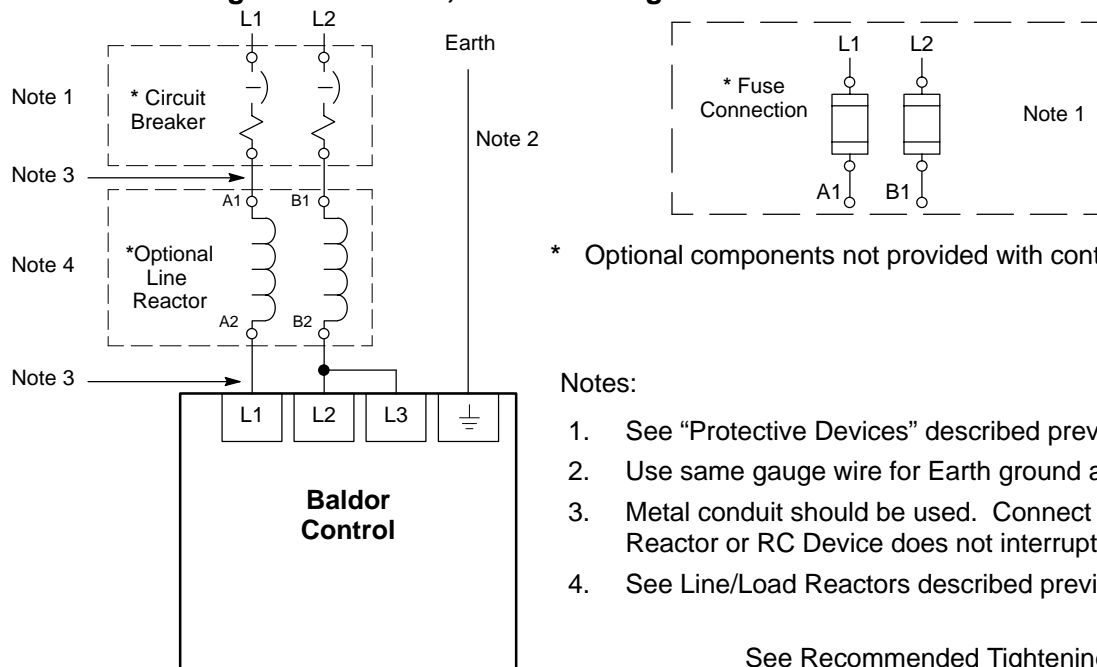 L1 L2
Earth
Note 1
* Circuit
Breaker
Note 2
Note 3
A1 B1
Note 4
*Optional
Line
Reactor
A2 B2
Note 3
L1 L2 L3
Baldor
Control
L1 L2
* Fuse
Connection
Note 1
A1 B1
* Optional components not provided with
Notes:
1. See “Protective Devices” described
2. Use same gauge wire for Earth ground
3. Metal conduit should be used. Connect
Reactor or RC Device does not interrupt
4. See Line/Load Reactors described
See Recommended